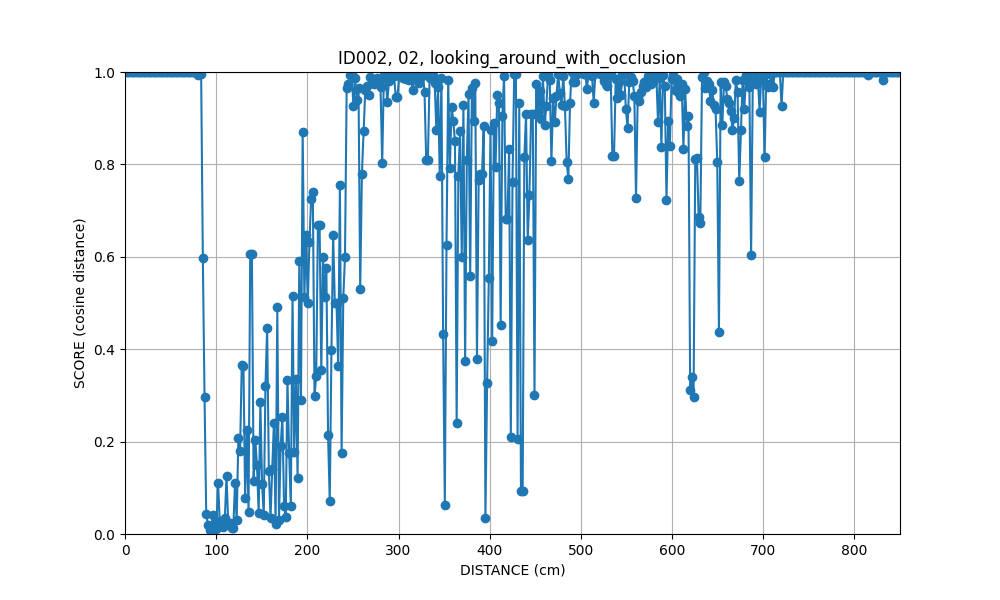 ID002, 02, looking_around_with_occlusion
SCORE (cosine distance)
1.0
0.8
0.6
0.4
0.2
0.0
0 100 200 300 400 500 600 700 800
DISTANCE (cm)